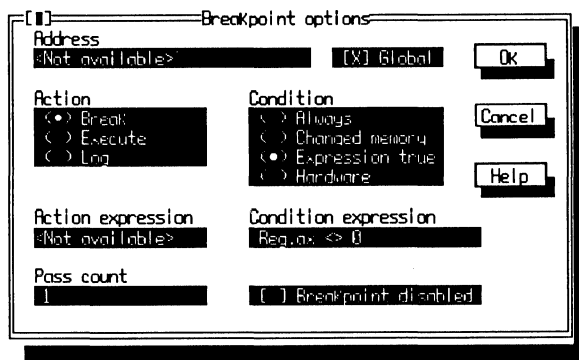 [■] Breakpoint options
Address
<Not available>
[X] Global
Ok
Action
(•) Break
( ) Execute
( ) Log
Condition
( ) Always
( ) Changed memory
(•) Expression true
( ) Hardware
Cancel
Help
Action expression
<Not available>
Condition expression
Reg.ax <> 0
Pass count
1
[ ] Breakpoint disabled